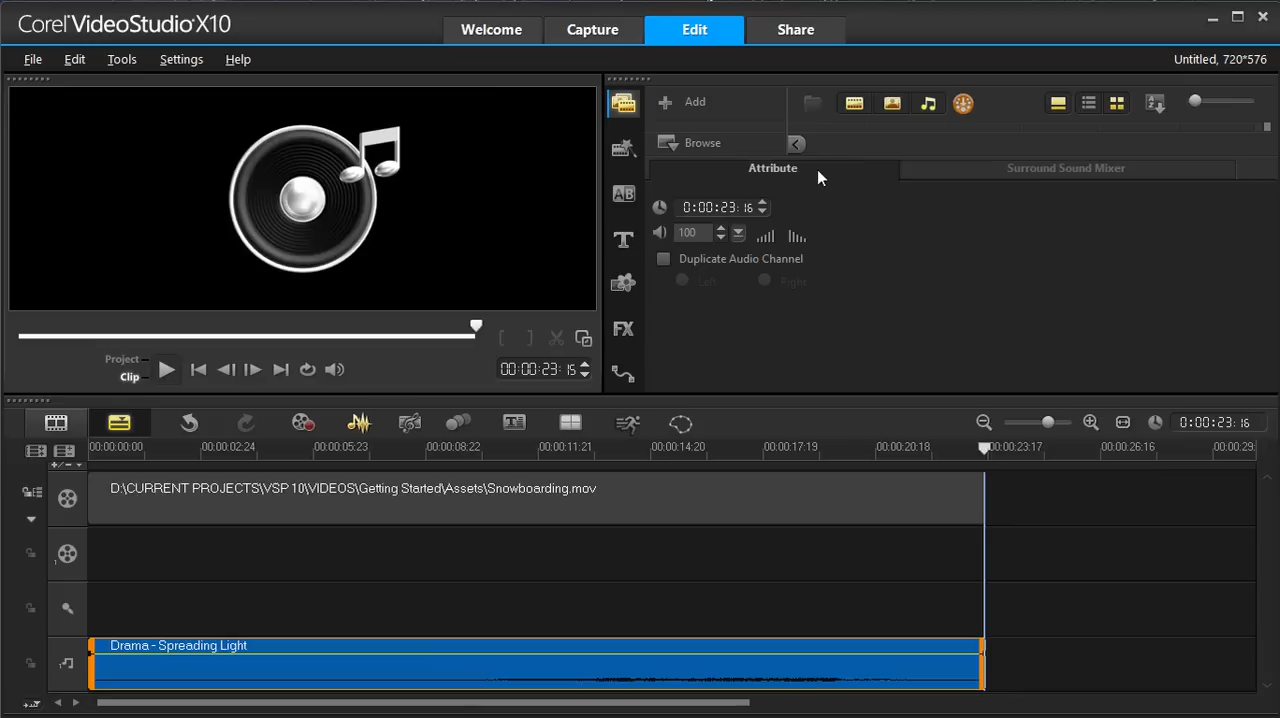 Corel VideoStudio X10
Welcome
Capture
Edit
Share
File
Edit
Tools
Settings
Help
Untitled, 720*576
Add
Browse
Attribute
Surround Sound Mixer
0:00:23:16
100
Duplicate Audio Channel
Left
Right
Project
Clip
00:00:23:15
0:00:23:16
00:00:00:00
00:00:02:24
00:00:05:23
00:00:08:22
00:00:11:21
00:00:14:20
00:00:17:19
00:00:20:18
00:00:23:17
00:00:26:16
00:00:29:
D:\CURRENT PROJECTS\VSP 10\VIDEOS\Getting Started\Assets\Snowboarding.mov
1
Drama - Spreading Light